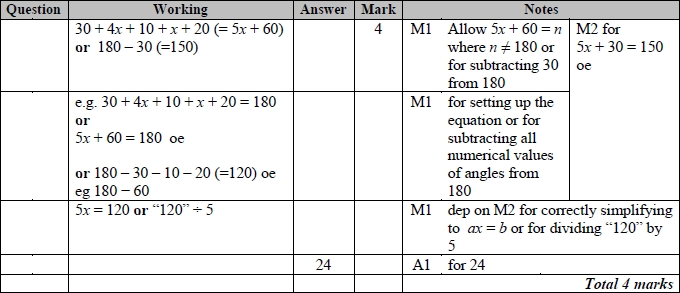 Question Working Answer Mark Notes
30 + 4x + 10 + x + 20 (= 5x + 60) 4 M1 Allow 5x + 60 = n M2 for
or 180 – 30 (=150) where n ≠ 180 or 5x + 30 = 150
for subtracting 30 oe
from 180
e.g. 30 + 4x + 10 + x + 20 = 180 M1 for setting up the
or equation or for
5x + 60 = 180 oe subtracting all
numerical values
or 180 – 30 – 10 – 20 (=120) oe of angles from
eg 180 – 60 180
5x = 120 or “120” ÷ 5 M1 dep on M2 for correctly simplifying
to ax = b or for dividing “120” by
5
24 A1 for 24
Total 4 marks